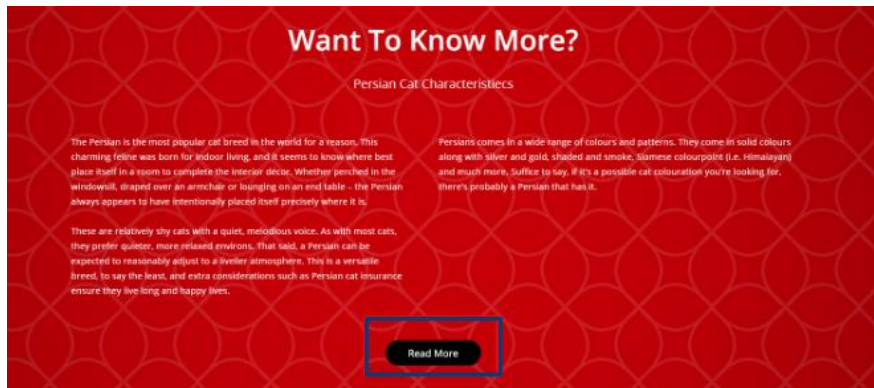 Want To Know More?
Persian Cat Characteristiecs
The Persian is the most popular cat breed in the world for a reason. This
charming feline was born for indoor living, and it seems to know where best
place itself in a room to complete the interior decor. Whether perched in the
windowsill, draped over an armchair or lounging on an end table – the Persian
always appears to have intentionally placed itself precisely where it is.
These are relatively shy cats with a quiet, melodious voice. As with most cats,
they prefer quieter, more relaxed environs. That said, a Persian can be
expected to reasonably adjust to a livelier atmosphere. This is a versatile
breed, to say the least, and extra considerations such as Persian cat insurance
ensure they live long and happy lives.
Persians comes in a wide range of colours and patterns. They come in solid colours
along with silver and gold, shaded and smoke, Siamese colourpoint (i.e. Himalayan)
and much more. Suffice to say, if it's a possible cat colouration you're looking for,
there's probably a Persian that has it.
Read More